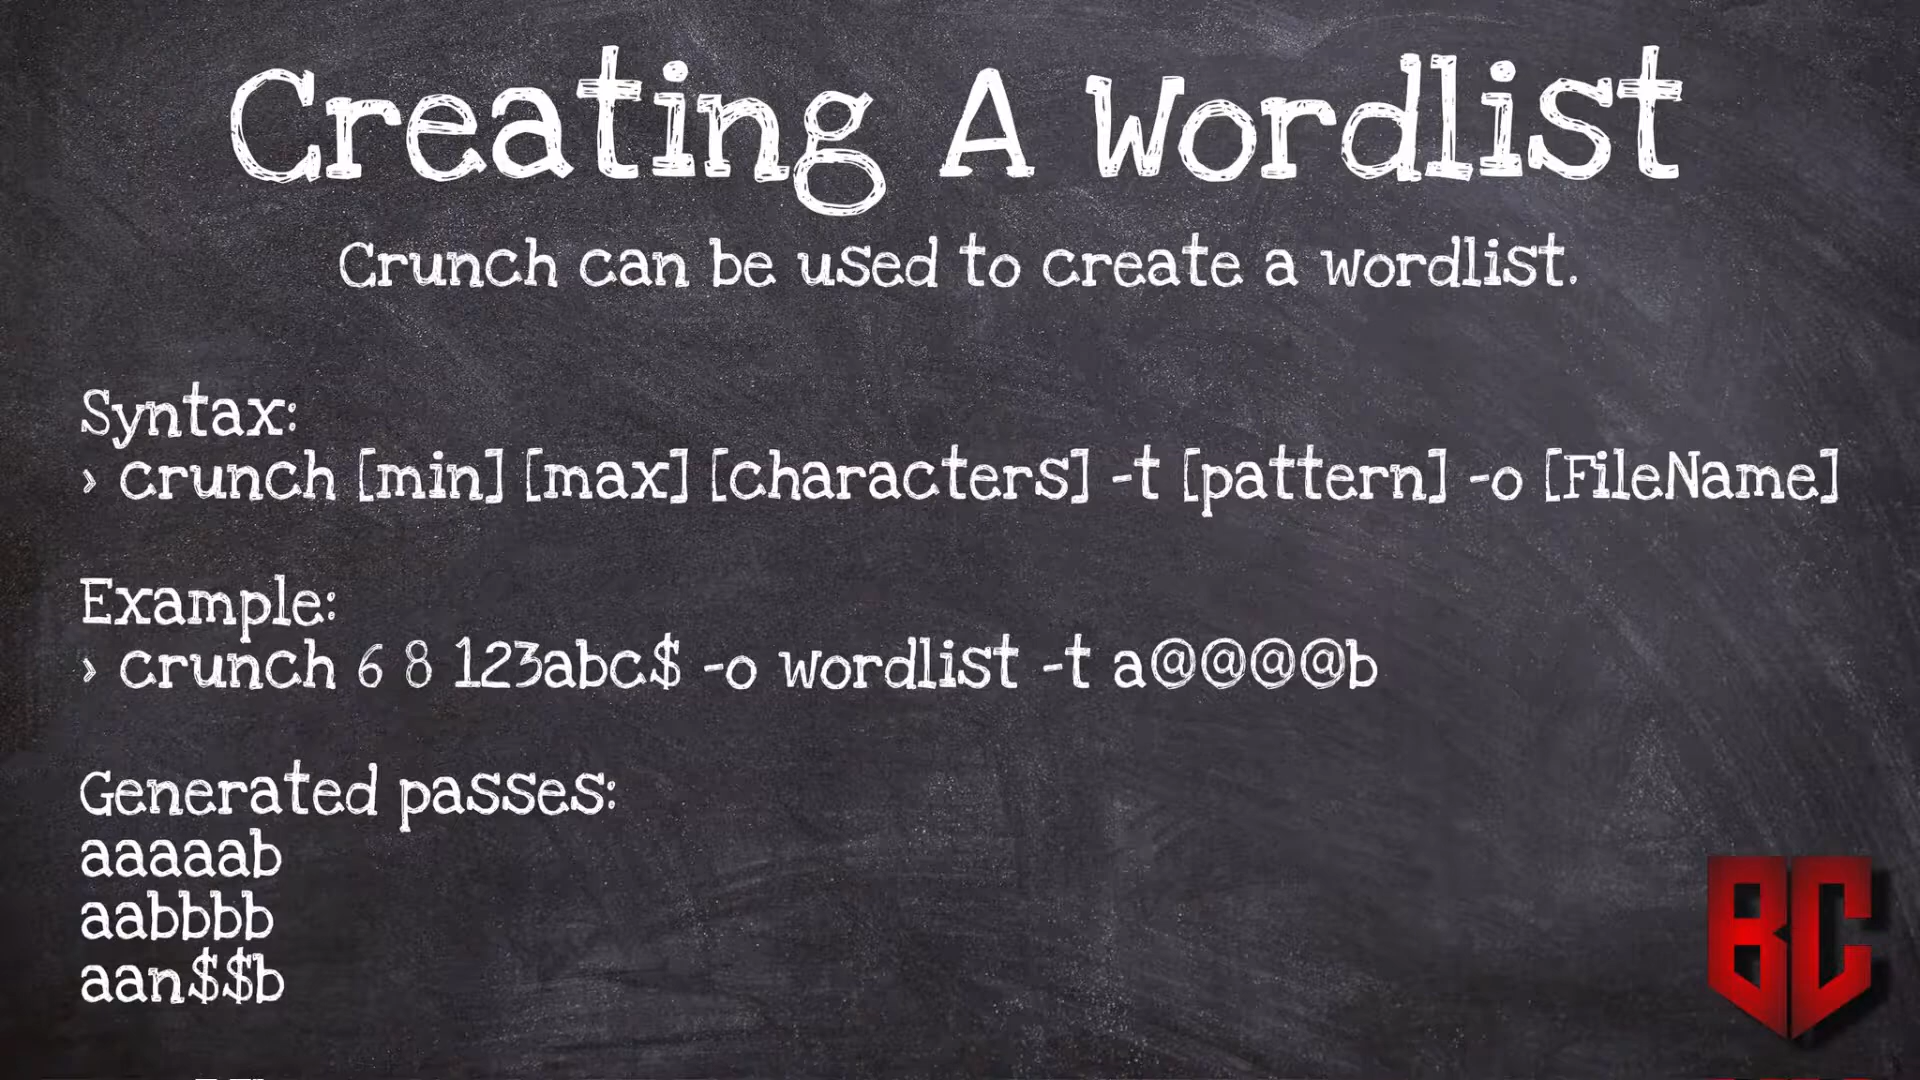 Creating A Wordlist
Crunch can be used to create a wordlist.
Syntax:
> crunch [min] [max] [characters] -t [pattern] -o [FileName]
Example:
> crunch 6 8 123abc$ -o wordlist -t a@@@@b
Generated passes:
aaaaab
aabbbb
aan$$b
BC